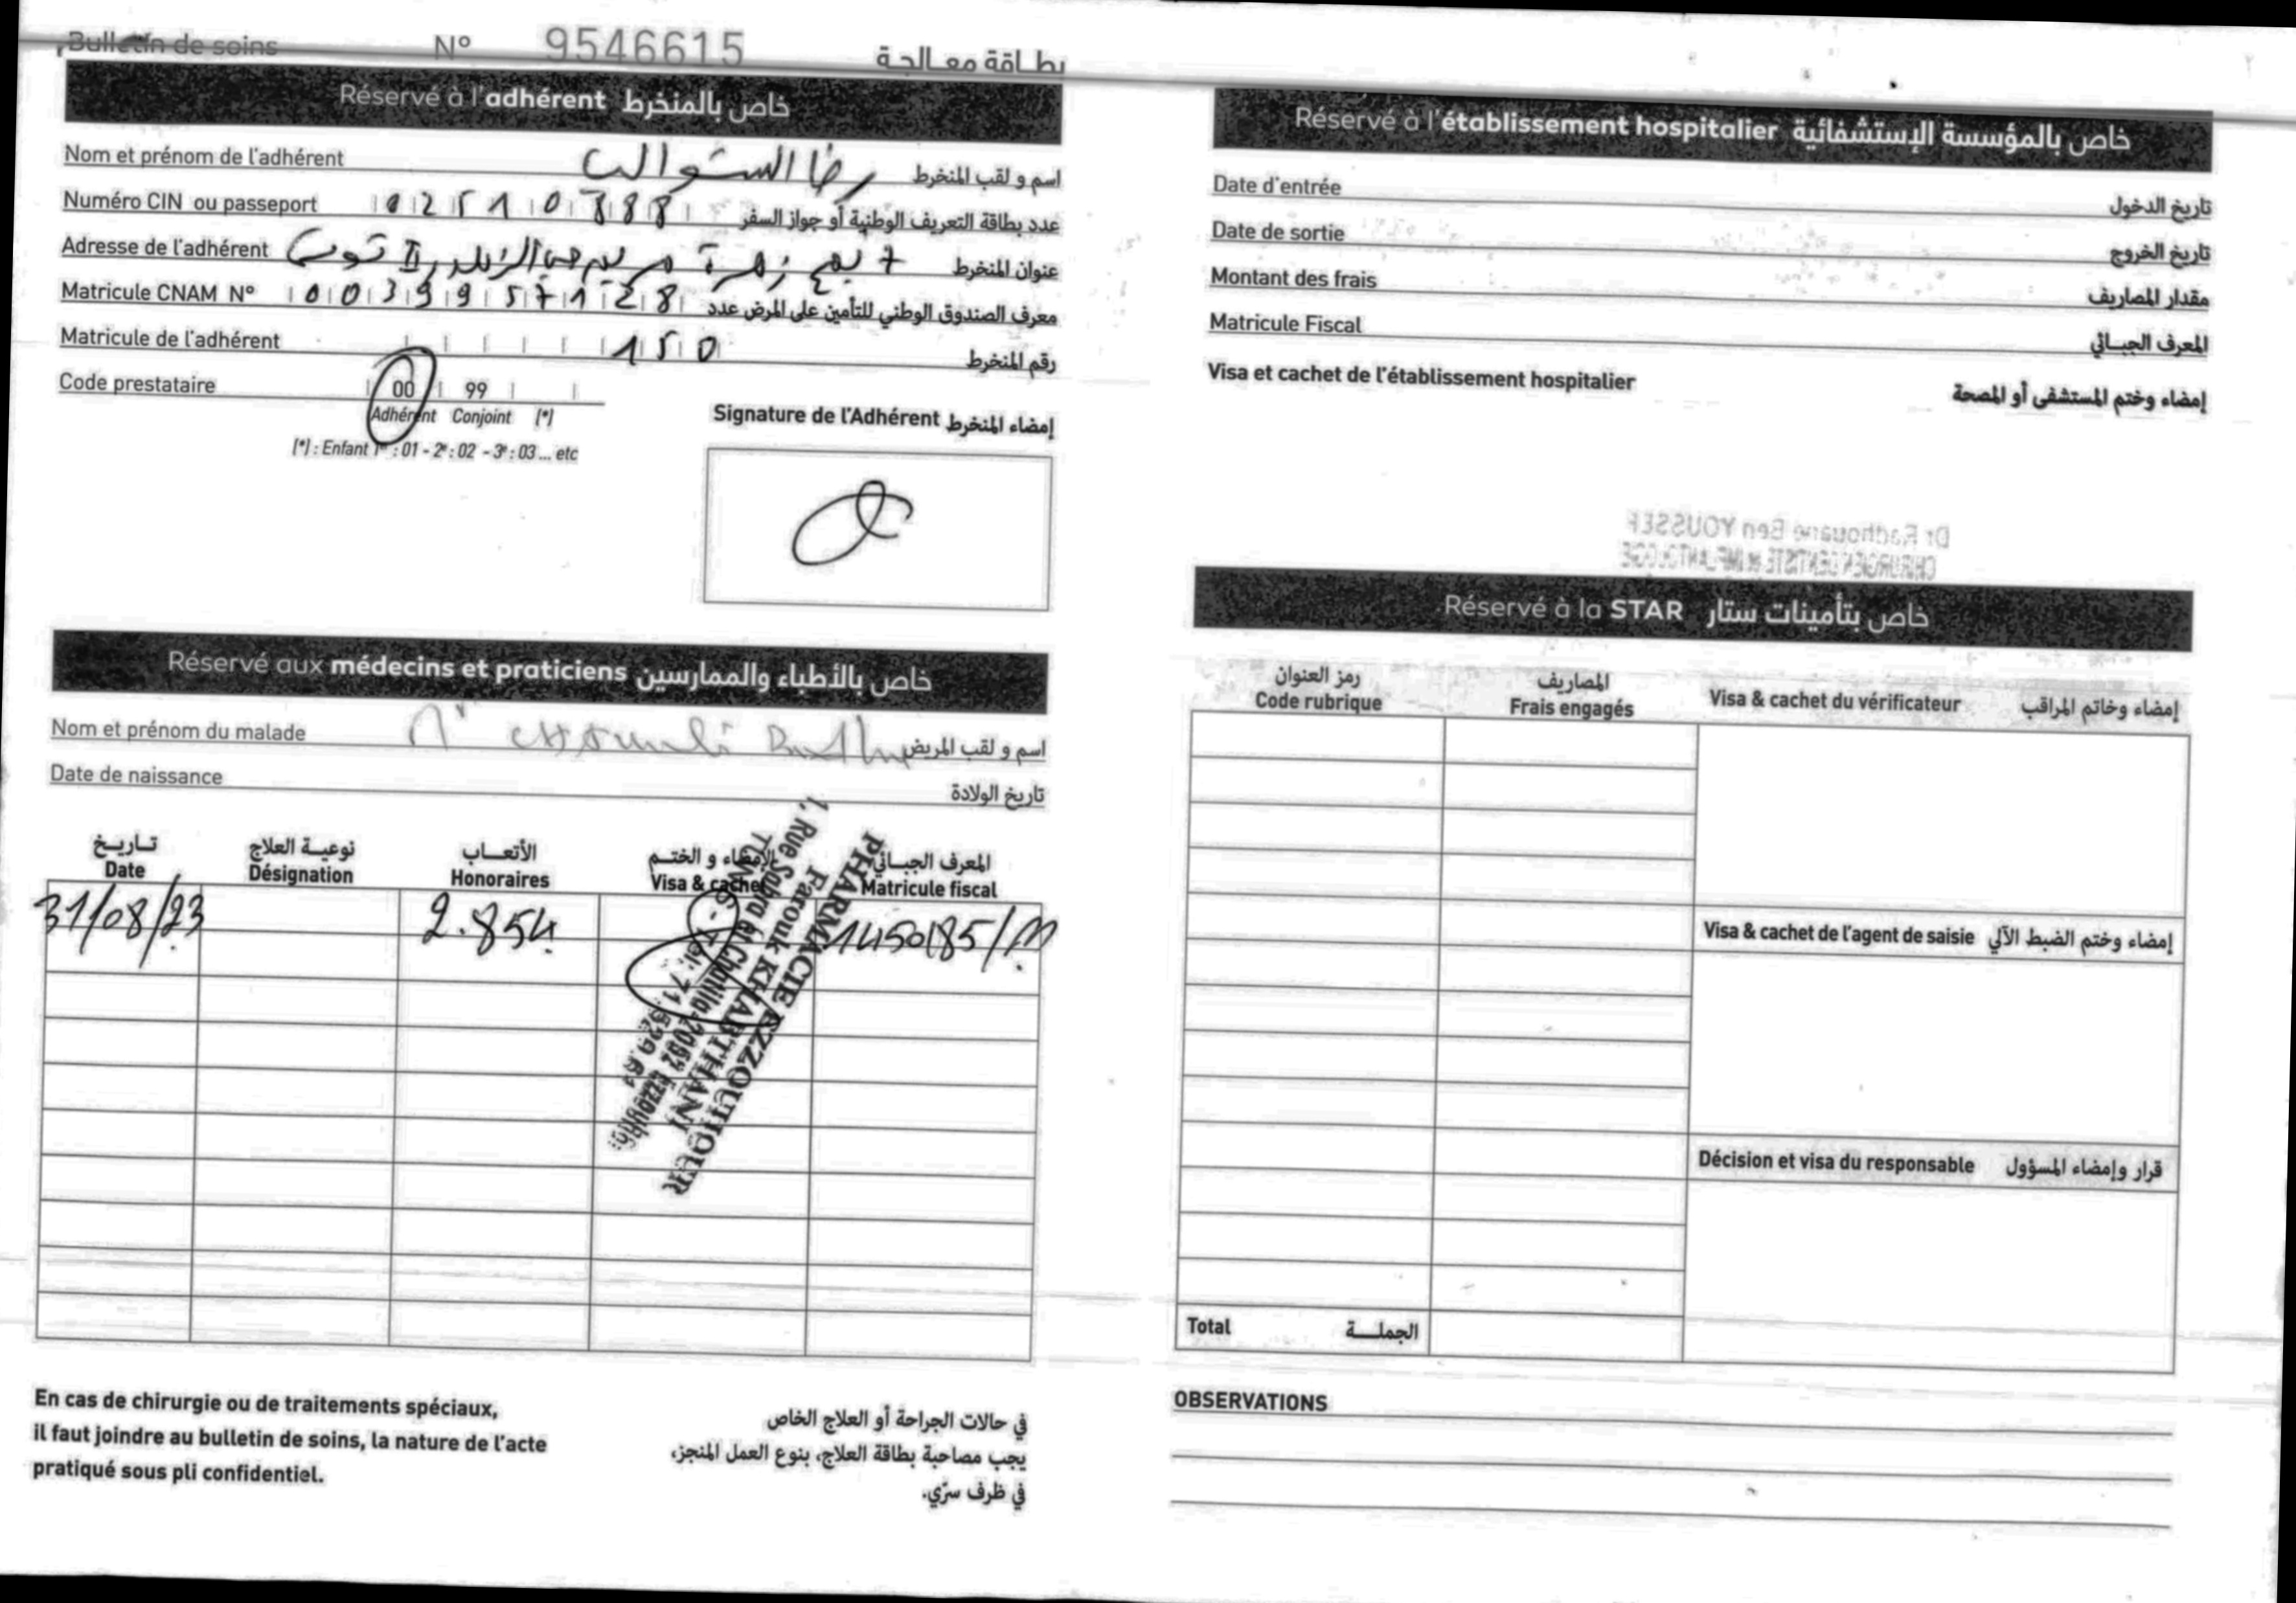 Bulletin de soins N° 9546615 بطاقة معالجة
Réservé à l'adhérent خاص بالمنخرط
Nom et prénom de l'adhérent رضا اسم و لقب المنخرط
Numéro CIN ou passeport 02510888 عدد بطاقة التعريف الوطنية أو جواز السفر
Adresse de l'adhérent 7 نهج زهرة مريم II تونس عنوان المنخرط
Matricule CNAM N° 0039957128 معرف الصندوق الوطني للتأمين على المرض عدد
Matricule de l'adhérent 150 رقم المنخرط
Code prestataire 00 99
Adhérent Conjoint (*)
(*) : Enfant 1er : 01 - 2e : 02 - 3e : 03 ... etc
Signature de l'Adhérent إمضاء المنخرط
Réservé aux médecins et praticiens خاص بالأطباء والممارسين
Nom et prénom du malade اسم و لقب المريض
Date de naissance تاريخ الولادة
تاريخ نوعية العلاج الأتعاب الإمضاء و الختم المعرف الجبائي
Date Désignation Honoraires Visa & cachet Matricule fiscal
31/08/23 2.854 1450185/M
PHARMACIE EZZOUHOUR
Farouk KHABTHANI
1, Rue Sabra et Chatila-2052 Ezzouhour
TUNIS - Tél: 71.
En cas de chirurgie ou de traitements spéciaux,
il faut joindre au bulletin de soins, la nature de l'acte
pratiqué sous pli confidentiel.
في حالات الجراحة أو العلاج الخاص
يجب مصاحبة بطاقة العلاج، بنوع العمل المنجز،
في ظرف سرّي.
Réservé à l'établissement hospitalier خاص بالمؤسسة الإستشفائية
Date d'entrée تاريخ الدخول
Date de sortie تاريخ الخروج
Montant des frais مقدار المصاريف
Matricule Fiscal المعرف الجبائي
Visa et cachet de l'établissement hospitalier إمضاء وختم المستشفى أو المصحة
Dr Radhouane Ben YOUSSEF
CHIRURGIEN DENTISTE & IMPLANTOLOGIE
Réservé à la STAR خاص بتأمينات ستار
رمز العنوان المصاريف
Code rubrique Frais engagés Visa & cachet du vérificateur إمضاء وخاتم المراقب
Visa & cachet de l'agent de saisie إمضاء وختم الضبط الآلي
Décision et visa du responsable قرار وإمضاء المسؤول
Total الجملة
OBSERVATIONS